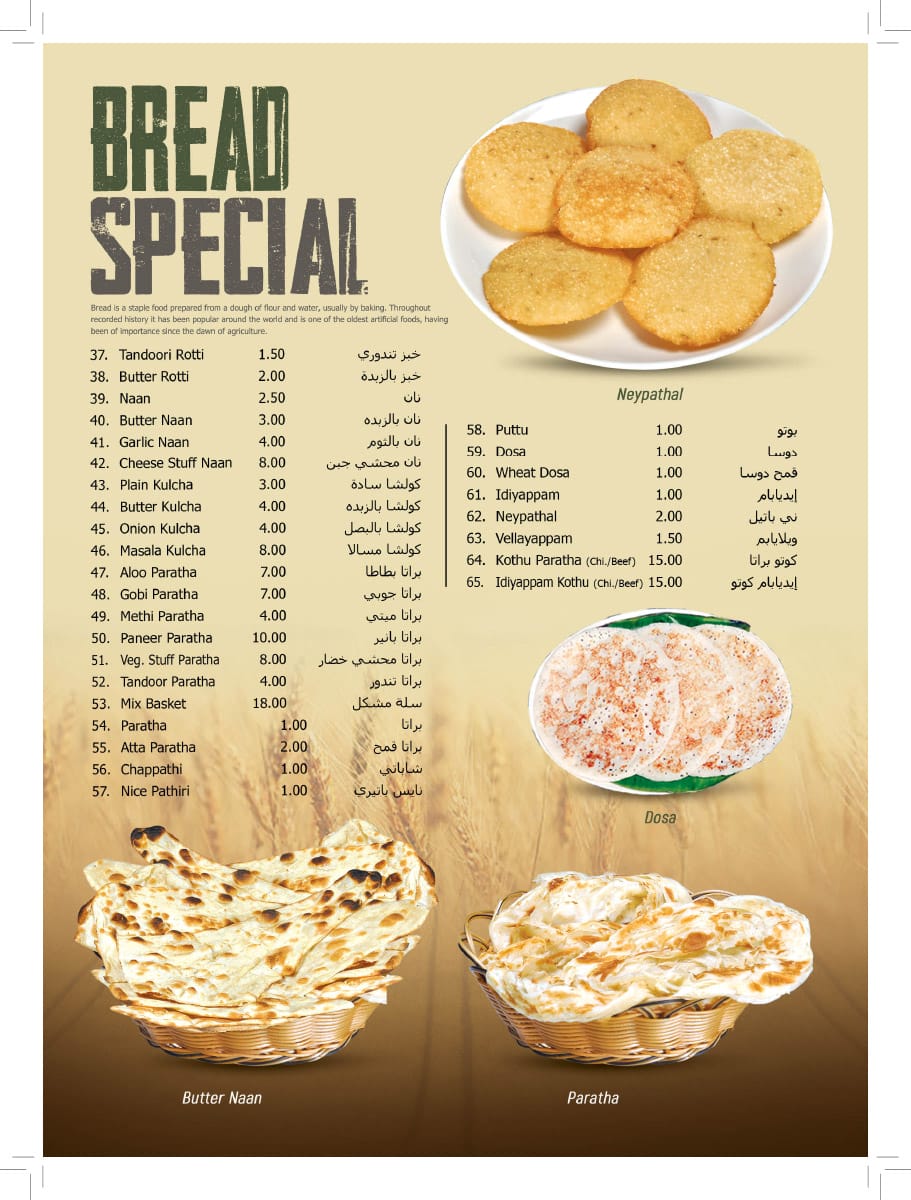 BREAD
SPECIAL
Bread is a staple food prepared from a dough of flour and water, usually by baking. Throughout
recorded history it has been popular around the world and is one of the oldest artificial foods, having
been of importance since the dawn of agriculture.
37. Tandoori Rotti 1.50 خبز تندوري
38. Butter Rotti 2.00 خبز بالزبدة
39. Naan 2.50 نان
40. Butter Naan 3.00 نان بالزبده
41. Garlic Naan 4.00 نان بالثوم
42. Cheese Stuff Naan 8.00 نان محشي جبن
43. Plain Kulcha 3.00 كولشا سادة
44. Butter Kulcha 4.00 كولشا بالزبده
45. Onion Kulcha 4.00 كولشا بالبصل
46. Masala Kulcha 8.00 كولشا مسالا
47. Aloo Paratha 7.00 براتا بطاطا
48. Gobi Paratha 7.00 براتا جوبي
49. Methi Paratha 4.00 براتا ميتي
50. Paneer Paratha 10.00 براتا بانير
51. Veg. Stuff Paratha 8.00 براتا محشي خضار
52. Tandoor Paratha 4.00 براتا تندور
53. Mix Basket 18.00 سلة مشكل
54. Paratha 1.00 براتا
55. Atta Paratha 2.00 براتا قمح
56. Chappathi 1.00 شاباتي
57. Nice Pathiri 1.00 نايس باتيري
Neypathal
58. Puttu 1.00 بوتو
59. Dosa 1.00 دوسا
60. Wheat Dosa 1.00 قمح دوسا
61. Idiyappam 1.00 إيديابام
62. Neypathal 2.00 ني باتيل
63. Vellayappam 1.50 ويلايابم
64. Kothu Paratha (Chi./Beef) 15.00 كوتو براتا
65. Idiyappam Kothu (Chi./Beef) 15.00 إيديابام كوتو
Dosa
Butter Naan
Paratha